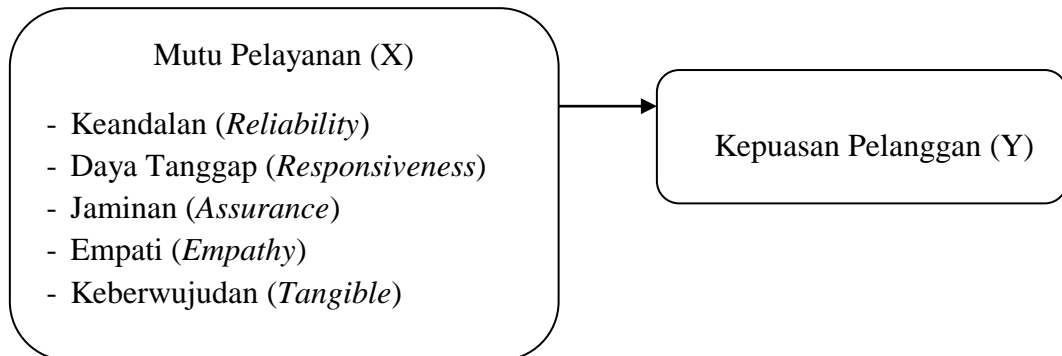 Mutu Pelayanan (X)
- Keandalan (Reliability)
- Daya Tanggap (Responsiveness)
- Jaminan (Assurance)
- Empati (Empathy)
- Keberwujudan (Tangible)
Kepuasan Pelanggan (Y)